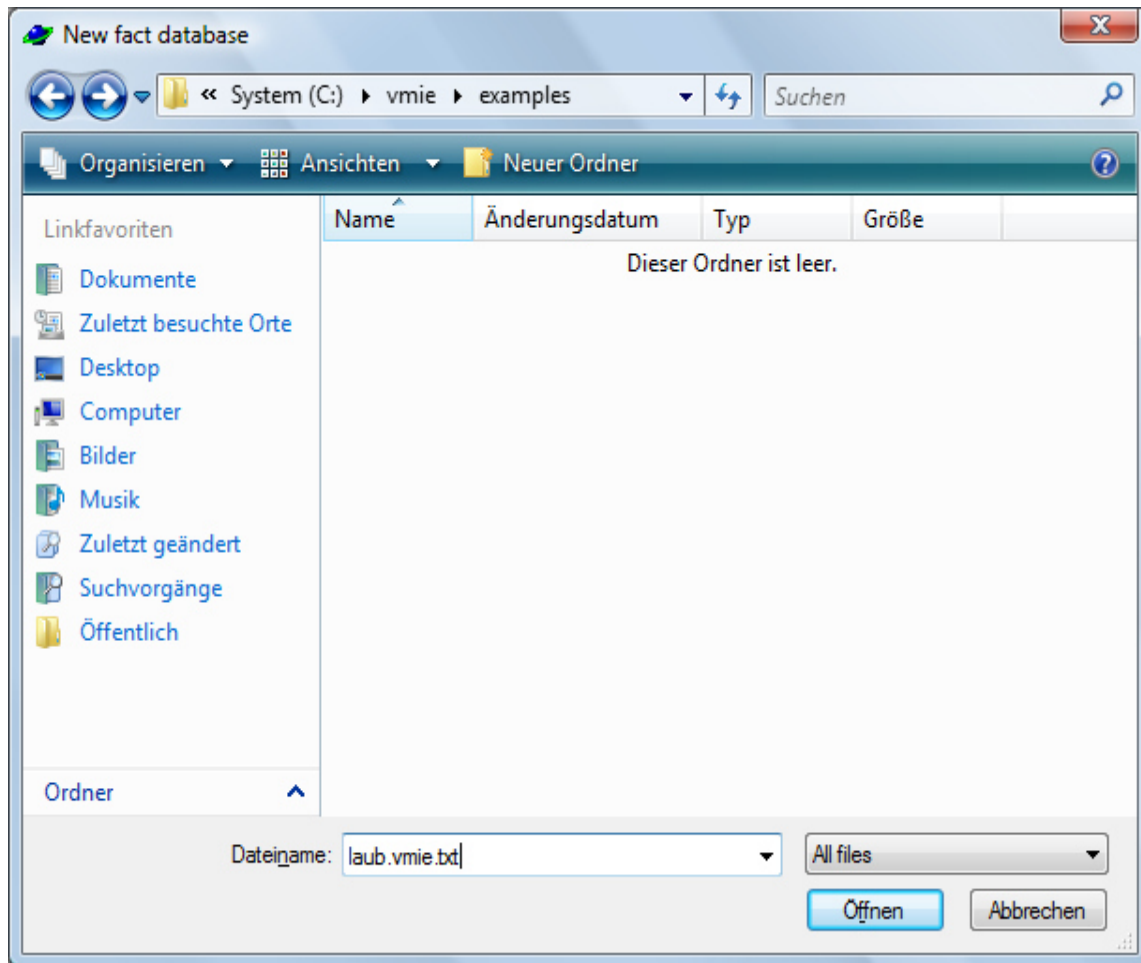 New fact database
« System (C:) vmie examples
Suchen
Organisieren Ansichten Neuer Ordner
Linkfavoriten
Name Änderungsdatum Typ Größe
Dieser Ordner ist leer.
Dokumente
Zuletzt besuchte Orte
Desktop
Computer
Bilder
Musik
Zuletzt geändert
Suchvorgänge
Öffentlich
Ordner
Dateiname: laub.vmie.txt
All files
Öffnen Abbrechen